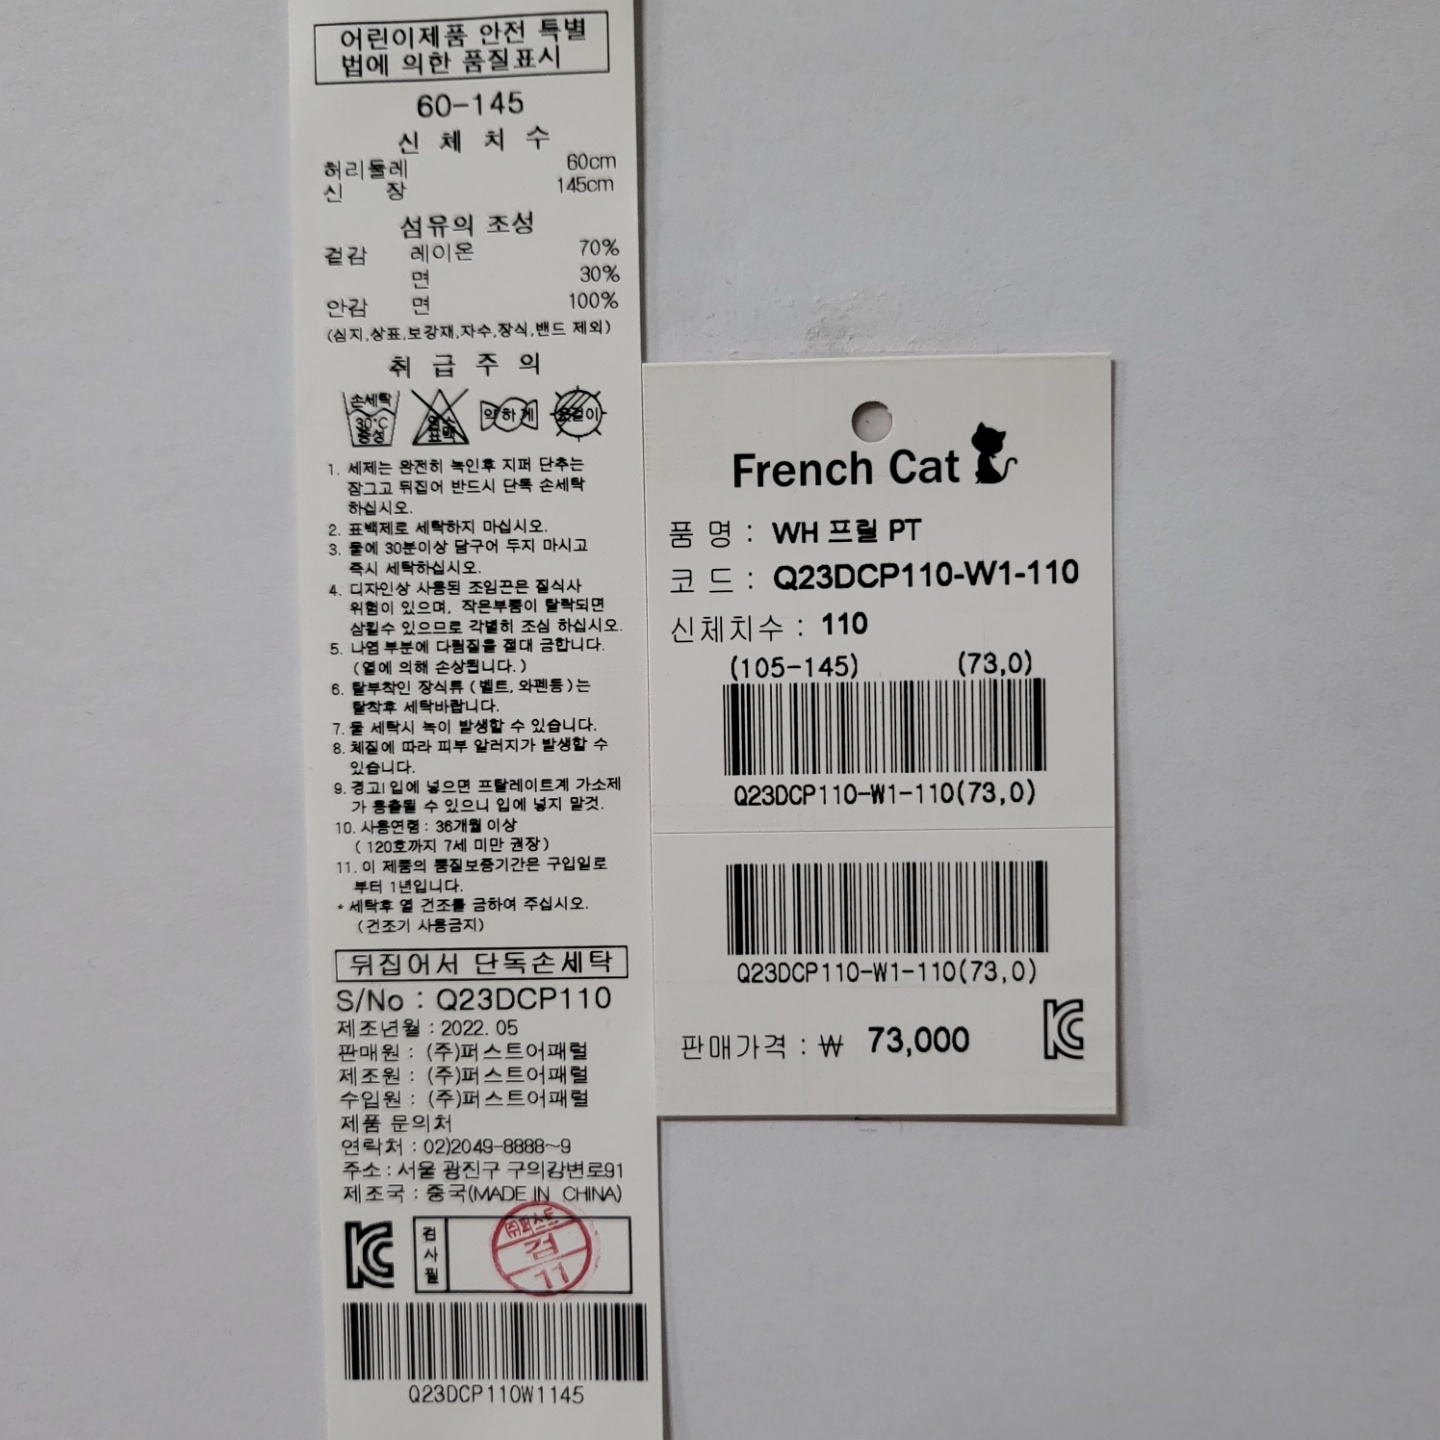 어린이제품 안전 특별
법에 의한 품질표시
60-145
신 체 치 수
허리둘레 60cm
신 장 145cm
섬유의 조성
겉감 레이온 70%
면 30%
안감 면 100%
(심지,상표,보강재,자수,장식,밴드 제외)
취 급 주 의
손세탁
30°C
중성
염소
표백
약하게
옷걸이
1. 세제는 완전히 녹인후 지퍼 단추는
잠그고 뒤집어 반드시 단독 손세탁
하십시오.
2. 표백제로 세탁하지 마십시오.
3. 물에 30분이상 담구어 두지 마시고
즉시 세탁하십시오.
4. 디자인상 사용된 조임끈은 질식사
위험이 있으며, 작은부품이 탈락되면
삼킬수 있으므로 각별히 조심 하십시오.
5. 나염 부분에 다림질을 절대 금합니다.
(열에 의해 손상됩니다.)
6. 탈부착인 장식류 (벨트, 와펜등)는
탈착후 세탁바랍니다.
7. 물 세탁시 녹이 발생할 수 있습니다.
8. 체질에 따라 피부 알러지가 발생할 수
있습니다.
9. 경고! 입에 넣으면 프탈레이트계 가소제
가 용출될 수 있으니 입에 넣지 말것.
10. 사용연령 : 36개월 이상
( 120호까지 7세 미만 권장)
11. 이 제품의 품질보증기간은 구입일로
부터 1년입니다.
* 세탁후 열 건조를 금하여 주십시오.
(건조기 사용금지)
뒤집어서 단독손세탁
S/No : Q23DCP110
제조년월 : 2022. 05
판매원 : (주)퍼스트어패럴
제조원 : (주)퍼스트어패럴
수입원 : (주)퍼스트어패럴
제품 문의처
연락처 : 02)2049-8888~9
주소 : 서울 광진구 구의강변로91
제조국 : 중국(MADE IN CHINA)
KC
검사필
(주)퍼스트
검
11
Q23DCP110W1145
French Cat
품 명 : WH 프릴 PT
코 드 : Q23DCP110-W1-110
신체치수 : 110
(105-145) (73,0)
Q23DCP110-W1-110(73,0)
Q23DCP110-W1-110(73,0)
판매가격 : ₩ 73,000
KC